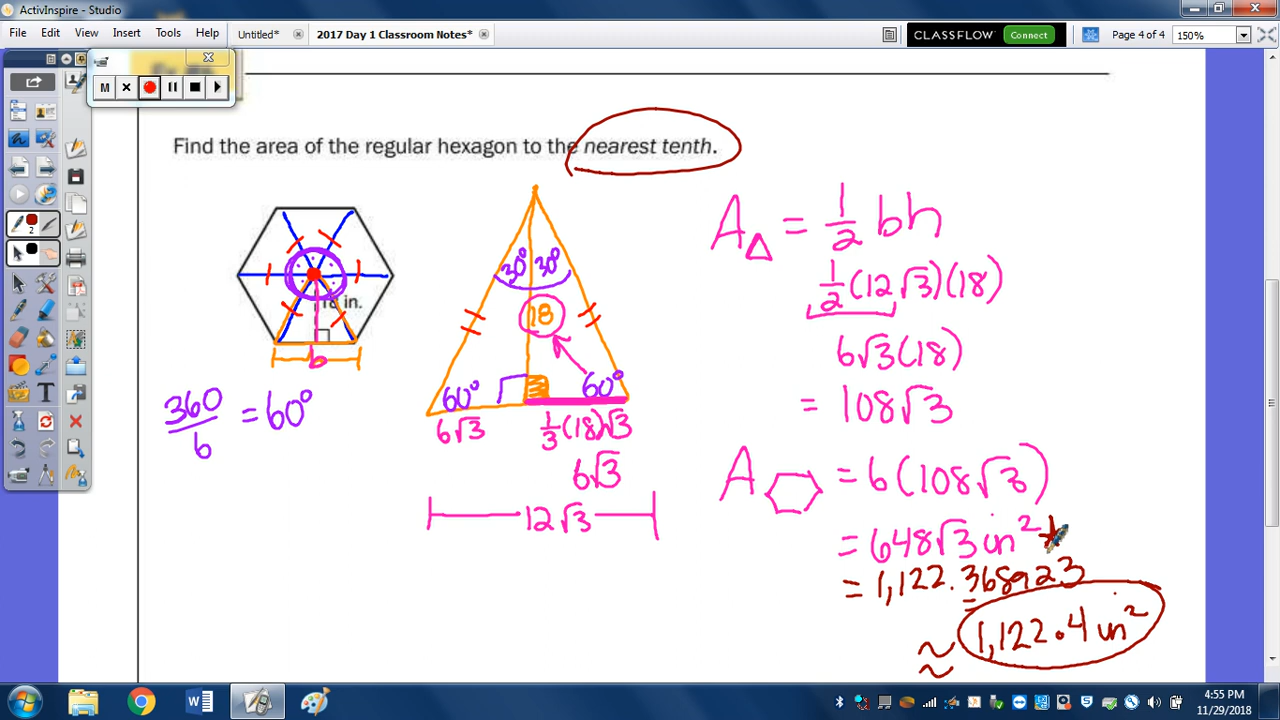 ActivInspire - Studio
File Edit View Insert Tools Help
Untitled*
2017 Day 1 Classroom Notes*
CLASSFLOW Connect
Page 4 of 4
150%
M
Find the area of the regular hexagon to the nearest tenth.
18 in.
b
360/6 = 60°
30° 30°
18
60° 60°
6√3 1/3(18)√3
6√3
12√3
A△ = 1/2 bh
1/2(12√3)(18)
6√3(18)
= 108√3
A⬡ = 6(108√3)
= 648√3 in²
= 1,122.368923
≈ 1,122.4 in²
2
T
W
4:55 PM
11/29/2018